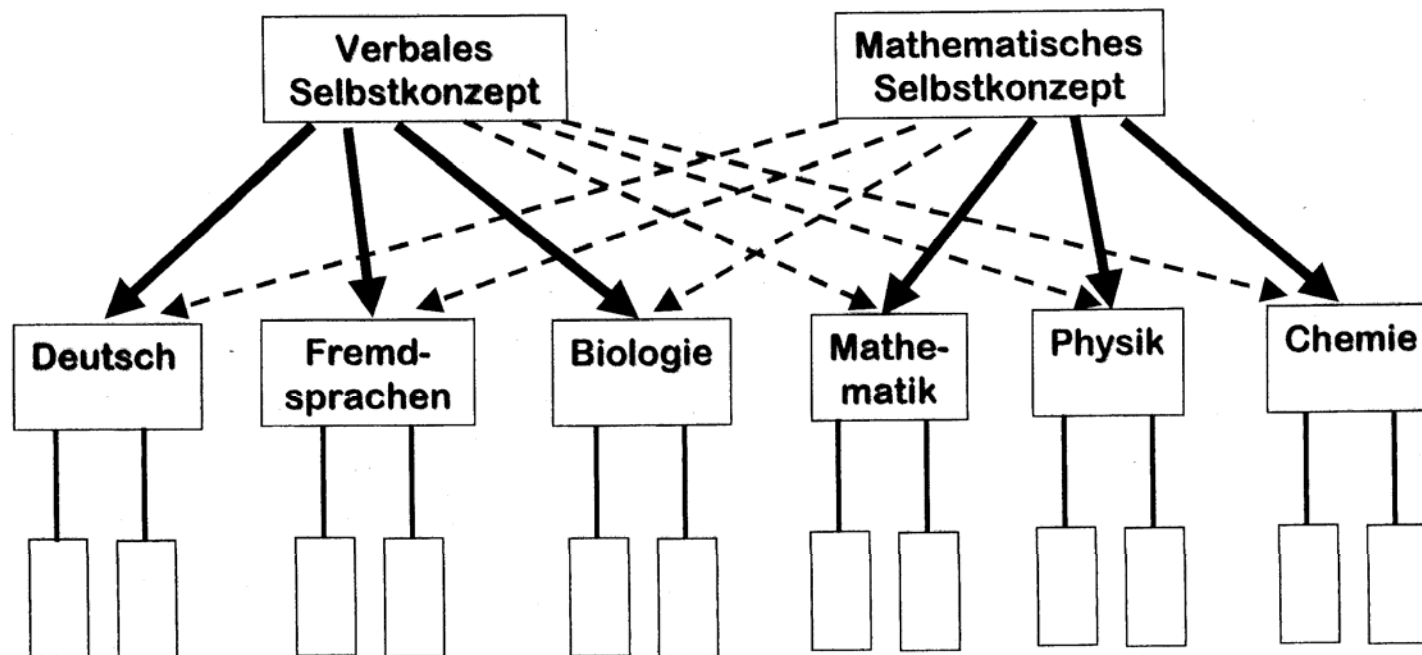 Verbales
Selbstkonzept
Mathematisches
Selbstkonzept
Deutsch
Fremd-
sprachen
Biologie
Mathe-
matik
Physik
Chemie